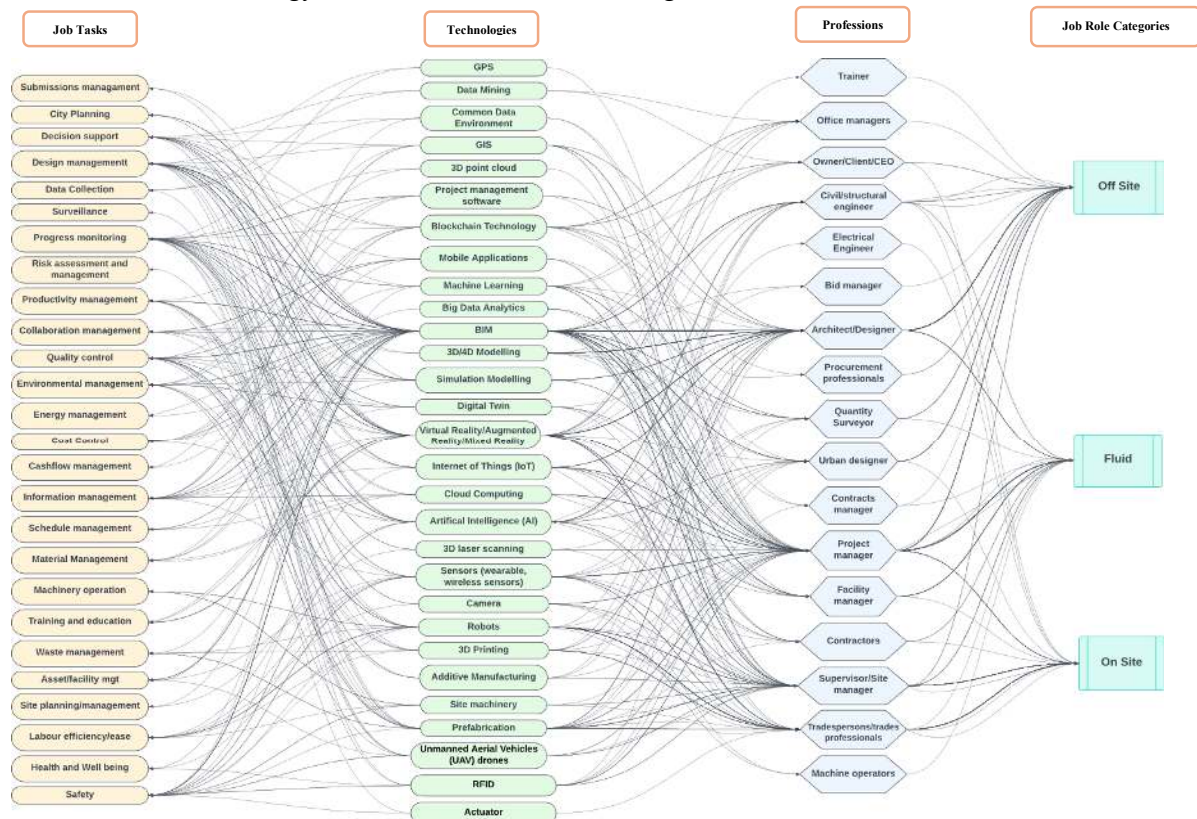 Job Tasks
Technologies
Professions
Job Role Categories
Submissions managament
City Planning
Decision support
Design managementt
Data Collection
Surveillance
Progress monitoring
Risk assessment and
management
Productivity management
Collaboration management
Quality control
Environmental management
Energy management
Cost Control
Cashflow management
Information management
Schedule management
Material Management
Machinery operation
Training and education
Waste management
Asset/facility mgt
Site planning/management
Labour efficiency/ease
Health and Well being
Safety
GPS
Data Mining
Common Data
Environment
GIS
3D point cloud
Project management
software
Blockchain Technology
Mobile Applications
Machine Learning
Big Data Analytics
BIM
3D/4D Modelling
Simulation Modelling
Digital Twin
Virtual Reality/Augmented
Reality/Mixed Reality
Internet of Things (IoT)
Cloud Computing
Artifical Intelligence (AI)
3D laser scanning
Sensors (wearable,
wireless sensors)
Camera
Robots
3D Printing
Additive Manufacturing
Site machinery
Prefabrication
Unmanned Aerial Vehicles
(UAV) drones
RFID
Actuator
Trainer
Office managers
Owner/Client/CEO
Civil/structural
engineer
Electrical
Engineer
Bid manager
Architect/Designer
Procurement
professionals
Quantity
Surveyor
Urban designer
Contracts
manager
Project
manager
Facility
manager
Contractors
Supervisor/Site
manager
Tradespersons/trades
professionals
Machine operators
Off Site
Fluid
On Site